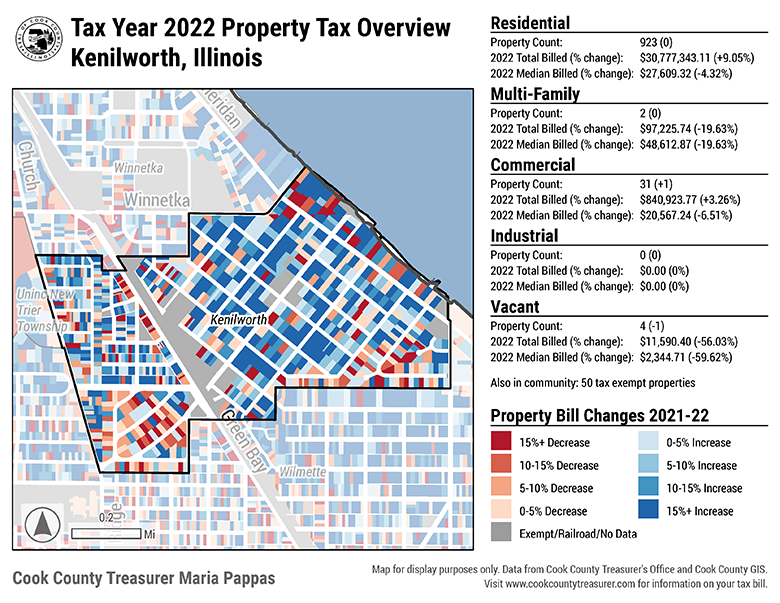 Tax Year 2022 Property Tax Overview
Kenilworth, Illinois
Residential
Property Count: 923 (0)
2022 Total Billed (% change): $30,777,343.11 (+9.05%)
2022 Median Billed (% change): $27,609.32 (-4.32%)
Multi-Family
Property Count: 2 (0)
2022 Total Billed (% change): $97,225.74 (-19.63%)
2022 Median Billed (% change): $48,612.87 (-19.63%)
Commercial
Property Count: 31 (+1)
2022 Total Billed (% change): $840,923.77 (+3.26%)
2022 Median Billed (% change): $20,567.24 (-6.51%)
Industrial
Property Count: 0 (0)
2022 Total Billed (% change): $0.00 (0%)
2022 Median Billed (% change): $0.00 (0%)
Vacant
Property Count: 4 (-1)
2022 Total Billed (% change): $11,590.40 (-56.03%)
2022 Median Billed (% change): $2,344.71 (-59.62%)
Also in community: 50 tax exempt properties
Property Bill Changes 2021-22
15%+ Decrease
10-15% Decrease
5-10% Decrease
0-5% Decrease
Exempt/Railroad/No Data
0-5% Increase
5-10% Increase
10-15% Increase
15%+ Increase
eridian
Church
Winnetka
Winnetka
Uninc New
Trier
Township
Kenilworth
Green Bay
Wilmette
0.2
Mi
Cook County Treasurer Maria Pappas
Map for display purposes only. Data from Cook County Treasurer's Office and Cook County GIS.
Visit www.cookcountytreasurer.com for information on your tax bill.